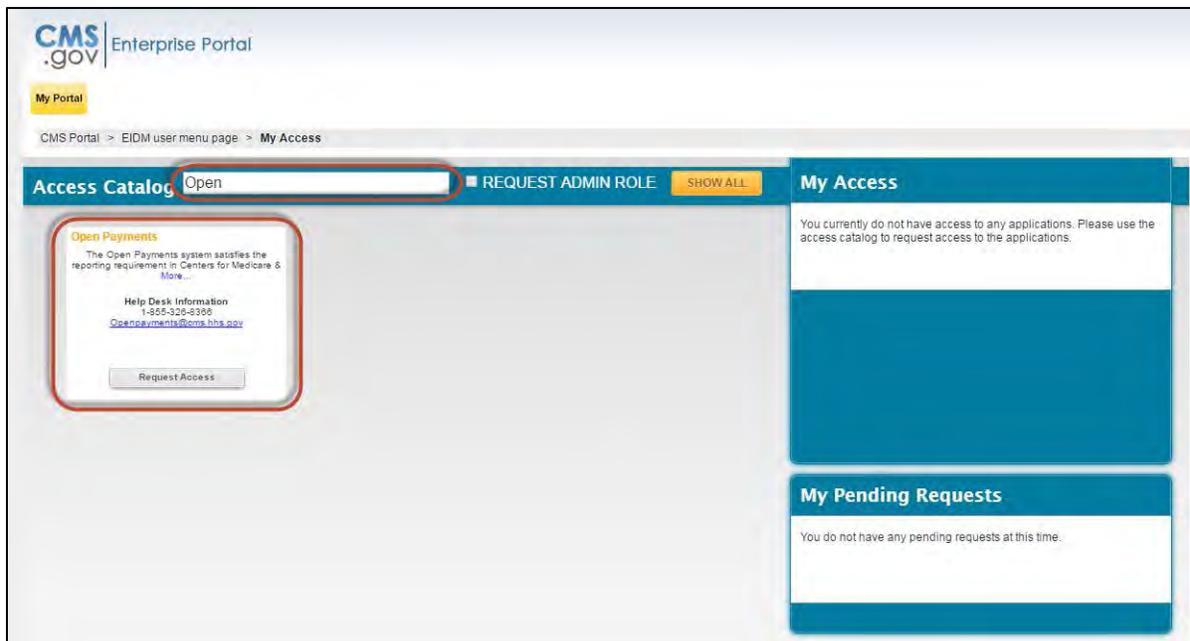 CMS
.gov
Enterprise Portal
My Portal
CMS Portal > EIDM user menu page > My Access
Access Catalog
Open
REQUEST ADMIN ROLE
SHOW ALL
Open Payments
The Open Payments system satisfies the
reporting requirement in Centers for Medicare &
More...
Help Desk Information
1-855-326-8366
Openpayments@cms.hhs.gov
Request Access
My Access
You currently do not have access to any applications. Please use the
access catalog to request access to the applications.
My Pending Requests
You do not have any pending requests at this time.